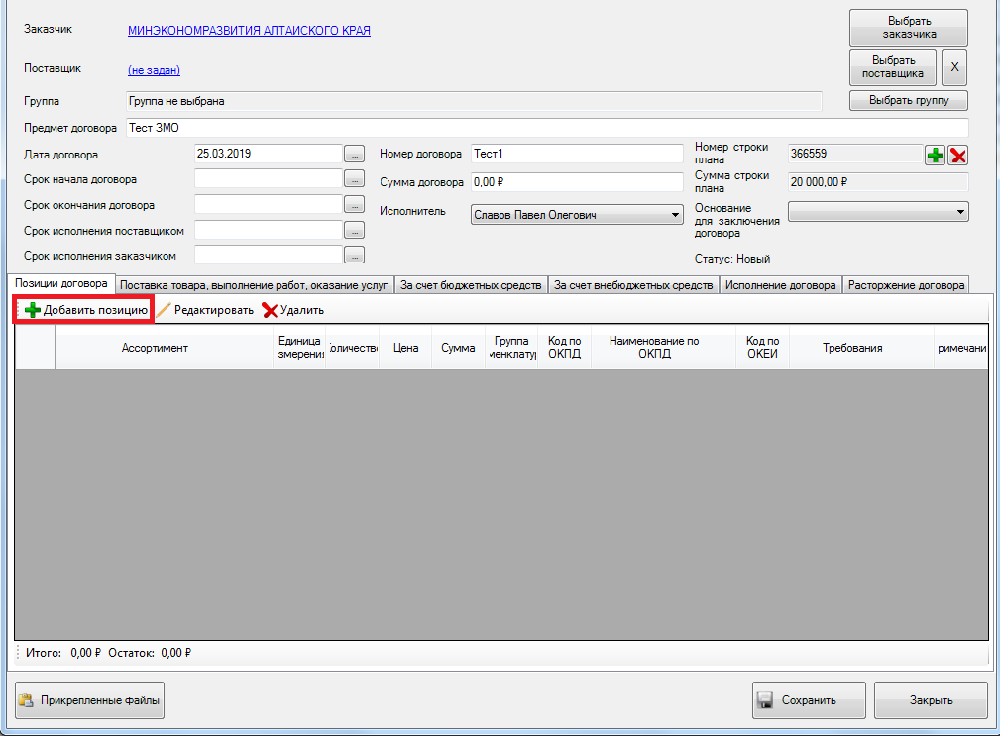 Заказчик
МИНЭКОНОМРАЗВИТИЯ АЛТАЙСКОГО КРАЯ
Выбрать
заказчика
Поставщик
(не задан)
Выбрать
поставщика
X
Группа
Группа не выбрана
Выбрать группу
Предмет договора
Тест ЗМО
Дата договора
25.03.2019
...
Номер договора
Тест1
Номер строки
плана
366559
Срок начала договора
...
Сумма договора
0,00 ₽
Сумма строки
плана
20 000,00 ₽
Срок окончания договора
...
Исполнитель
Славов Павел Олегович
Основание
для заключения
договора
Срок исполнения поставщиком
...
Срок исполнения заказчиком
...
Статус: Новый
Позиции договора
Поставка товара, выполнение работ, оказание услуг
За счет бюджетных средств
За счет внебюджетных средств
Исполнение договора
Расторжение договора
Добавить позицию
Редактировать
Удалить
Ассортимент
Единица
змерения
Количество
Цена
Сумма
Группа
менклатур
Код по
ОКПД
Наименование по
ОКПД
Код по
ОКЕИ
Требования
римечани
Итого: 0,00 ₽ Остаток: 0,00 ₽
Прикрепленные файлы
Сохранить
Закрыть